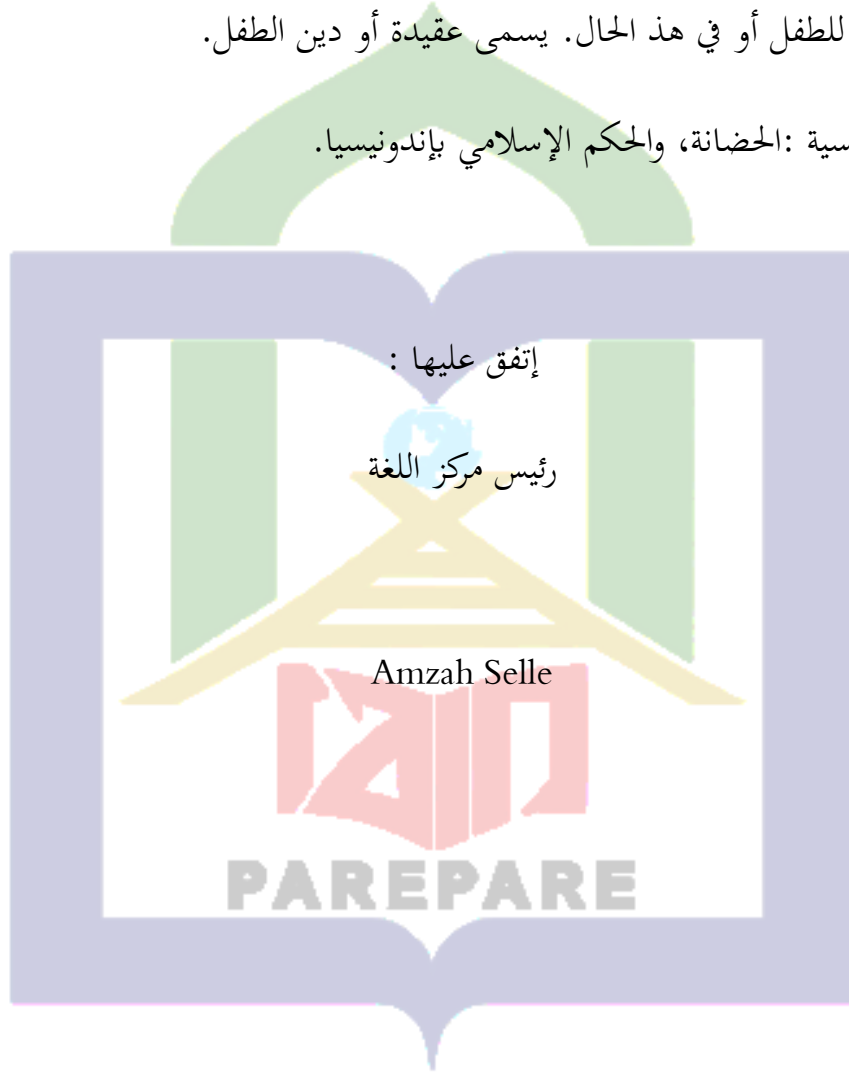 للطفل أو في هذ الحال. يسمى عقيدة أو دين الطفل.
سية :الحضانة، والحكم الإسلامي بإندونيسيا.
إتفق عليها :
رئيس مركز اللغة
Amzah Selle
iain
PAREPARE